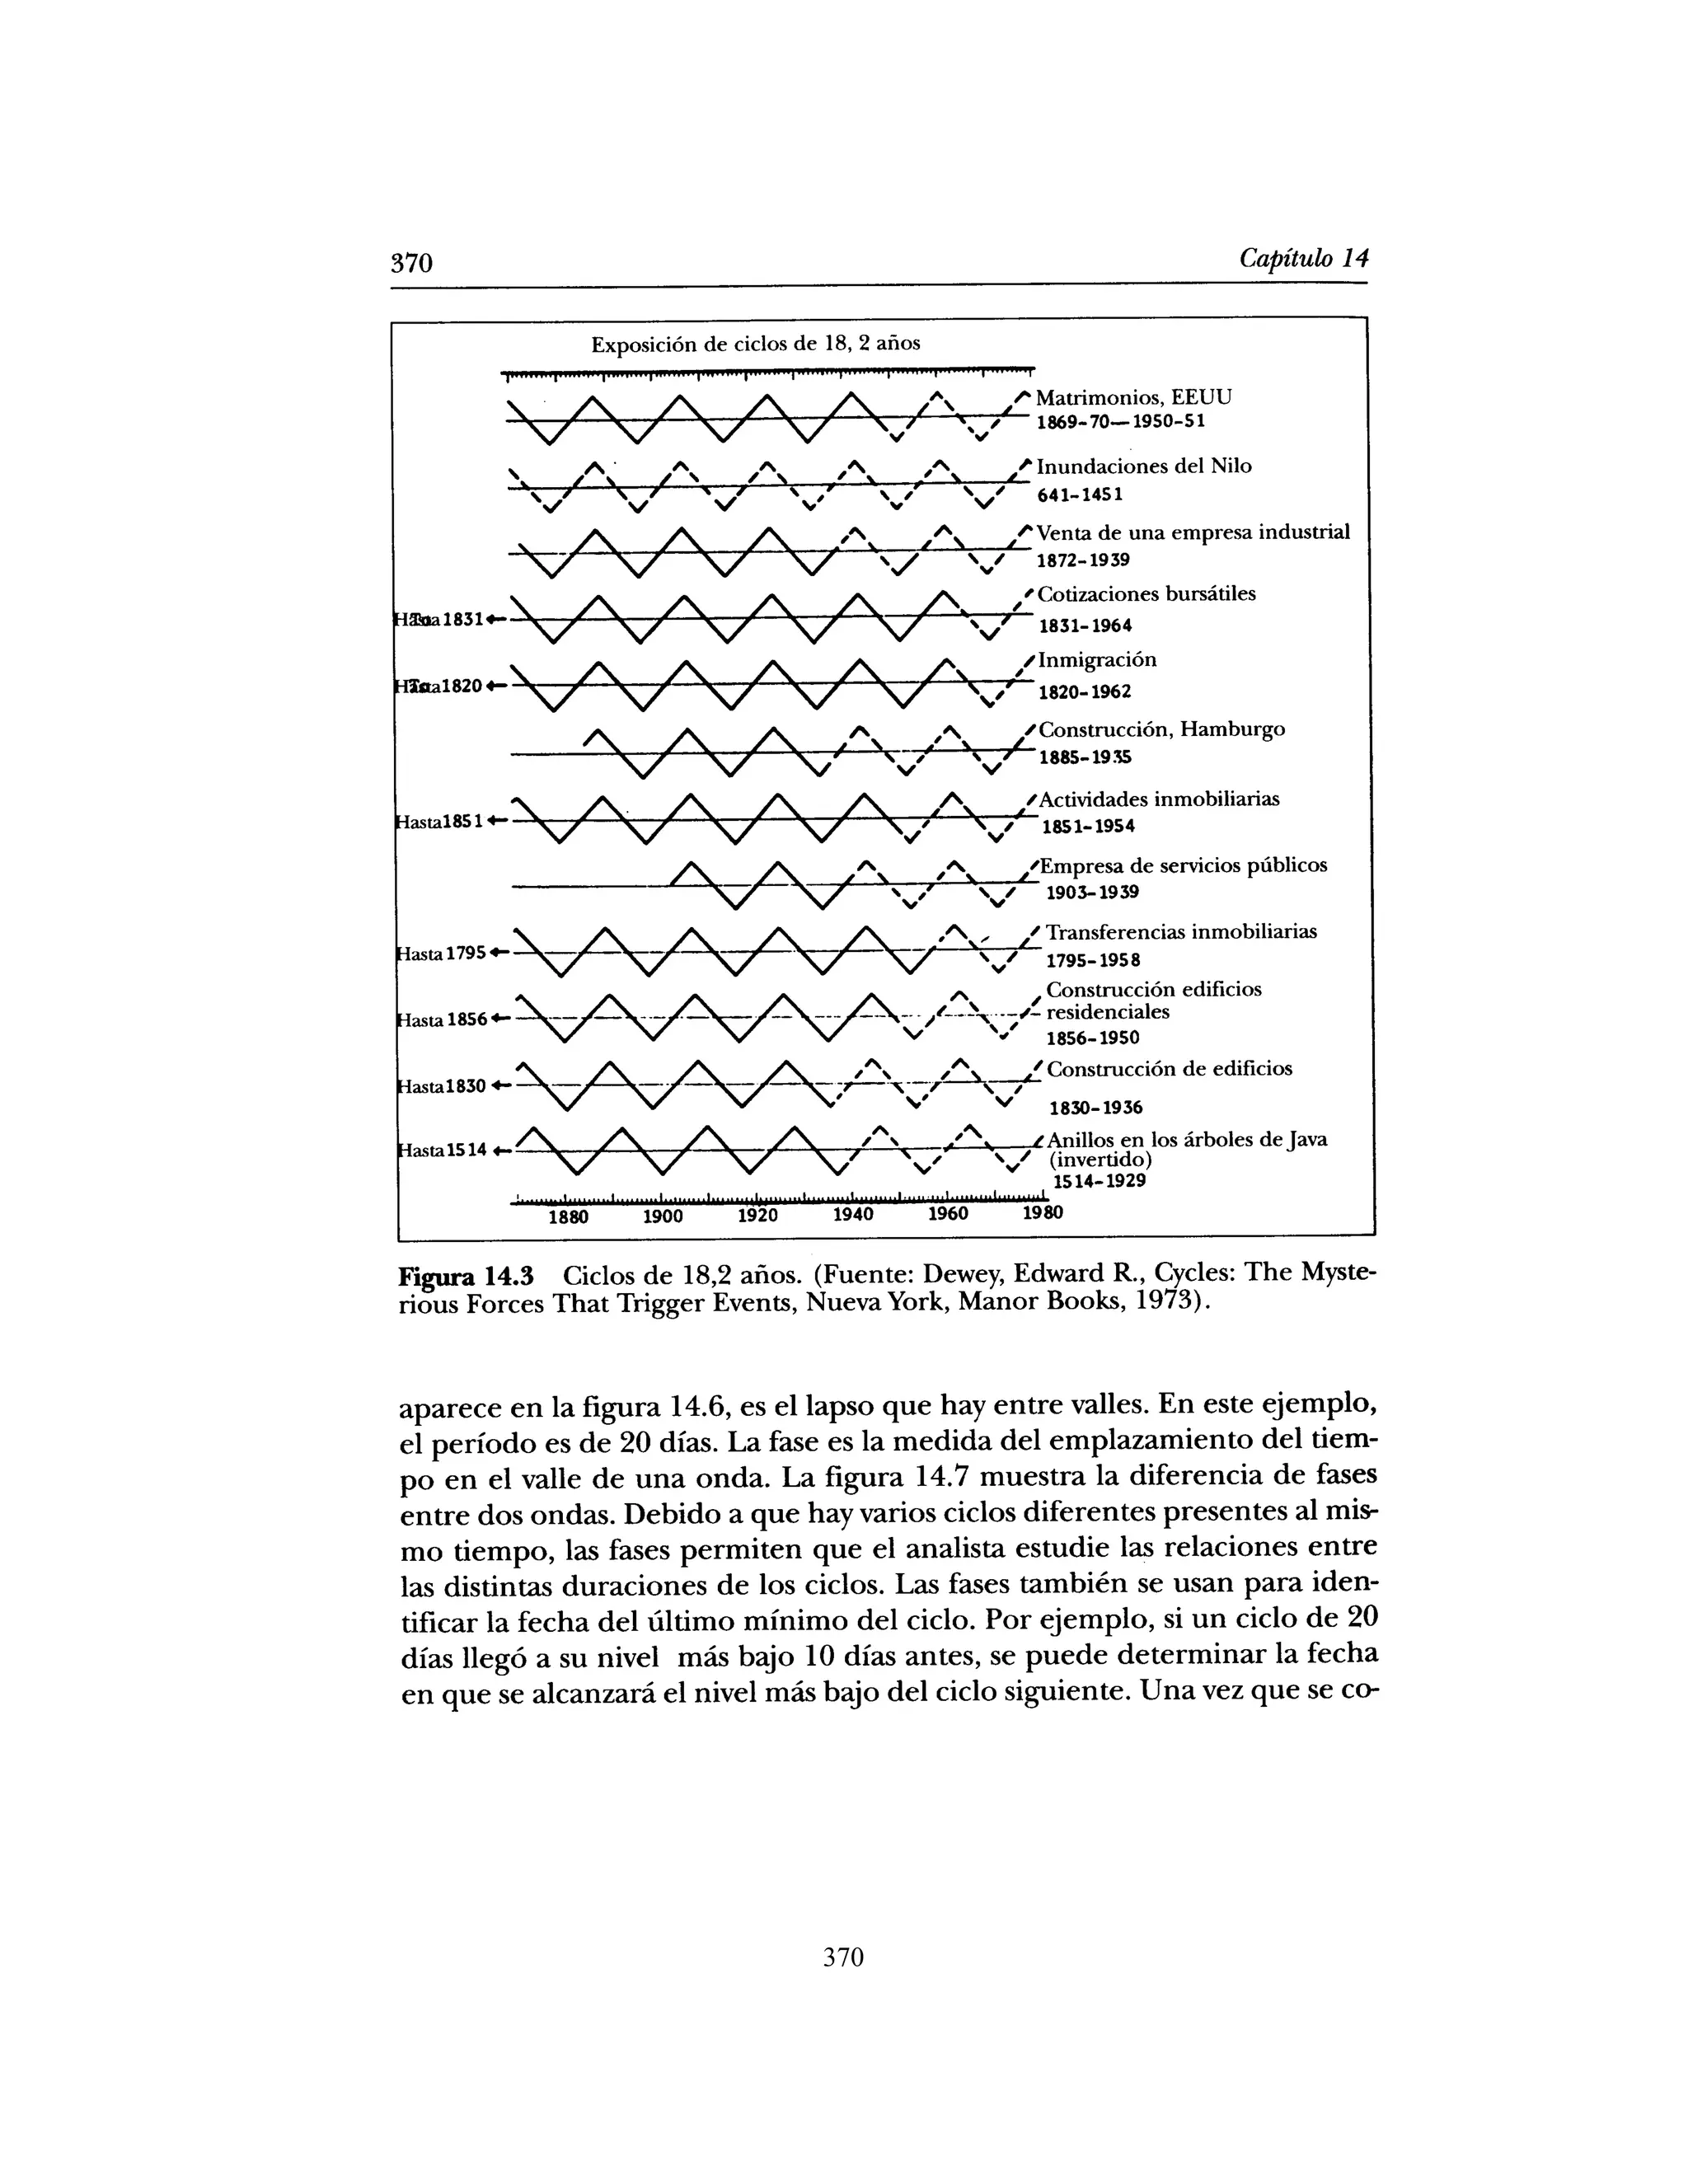 370 Capítulo 14
Exposición de ciclos de 18, 2 años
Matrimonios, EEUU
1869-70—1950-51
Inundaciones del Nilo
641-1451
Venta de una empresa industrial
1872-1939
Cotizaciones bursátiles
1831
1831-1964
Inmigración
1820
1820-1962
Construcción, Hamburgo
1885-1935
Actividades inmobiliarias
Hasta1851
1851-1954
Empresa de servicios públicos
1903-1939
Transferencias inmobiliarias
Hasta 1795
1795-1958
Construcción edificios
Hasta 1856 residenciales
1856-1950
Construcción de edificios
Hasta1830
1830-1936
Anillos en los árboles de Java
Hasta1514 (invertido)
1514-1929
1880 1900 1920 1940 1960 1980
Figura 14.3 Ciclos de 18,2 años. (Fuente: Dewey, Edward R., Cycles: The Myste-
rious Forces That Trigger Events, Nueva York, Manor Books, 1973).
aparece en la figura 14.6, es el lapso que hay entre valles. En este ejemplo,
el período es de 20 días. La fase es la medida del emplazamiento del tiem-
po en el valle de una onda. La figura 14.7 muestra la diferencia de fases
entre dos ondas. Debido a que hay varios ciclos diferentes presentes al mis-
mo tiempo, las fases permiten que el analista estudie las relaciones entre
las distintas duraciones de los ciclos. Las fases también se usan para iden-
tificar la fecha del último mínimo del ciclo. Por ejemplo, si un ciclo de 20
días llegó a su nivel más bajo 10 días antes, se puede determinar la fecha
en que se alcanzará el nivel más bajo del ciclo siguiente. Una vez que se co-
370